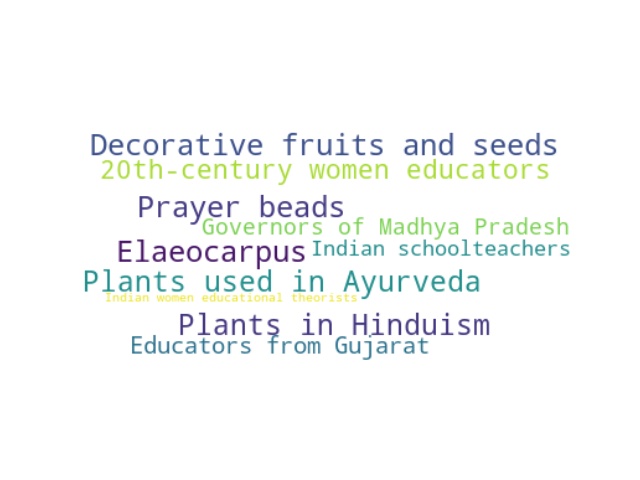 Decorative fruits and seeds
20th-century women educators
Prayer beads
Governors of Madhya Pradesh
Elaeocarpus
Indian schoolteachers
Plants used in Ayurveda
Indian women educational theorists
Plants in Hinduism
Educators from Gujarat